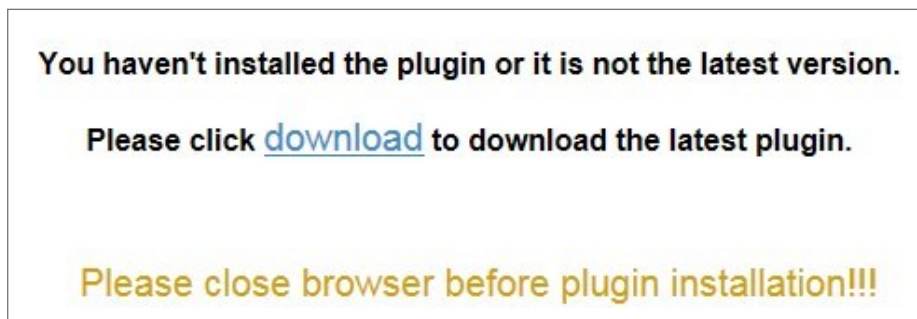 You haven't installed the plugin or it is not the latest version.
Please click download to download the latest plugin.
Please close browser before plugin installation!!!